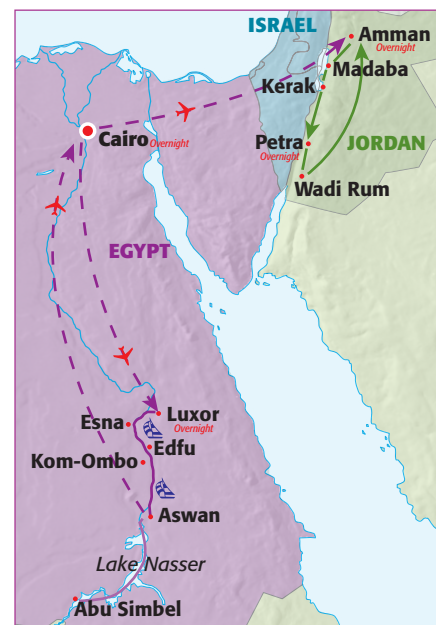 ISRAEL
Amman
Overnight
Madaba
Kerak
Cairo Overnight
Petra
Overnight
JORDAN
Wadi Rum
EGYPT
Luxor
Overnight
Esna
Edfu
Kom-Ombo
Aswan
Lake Nasser
Abu Simbel